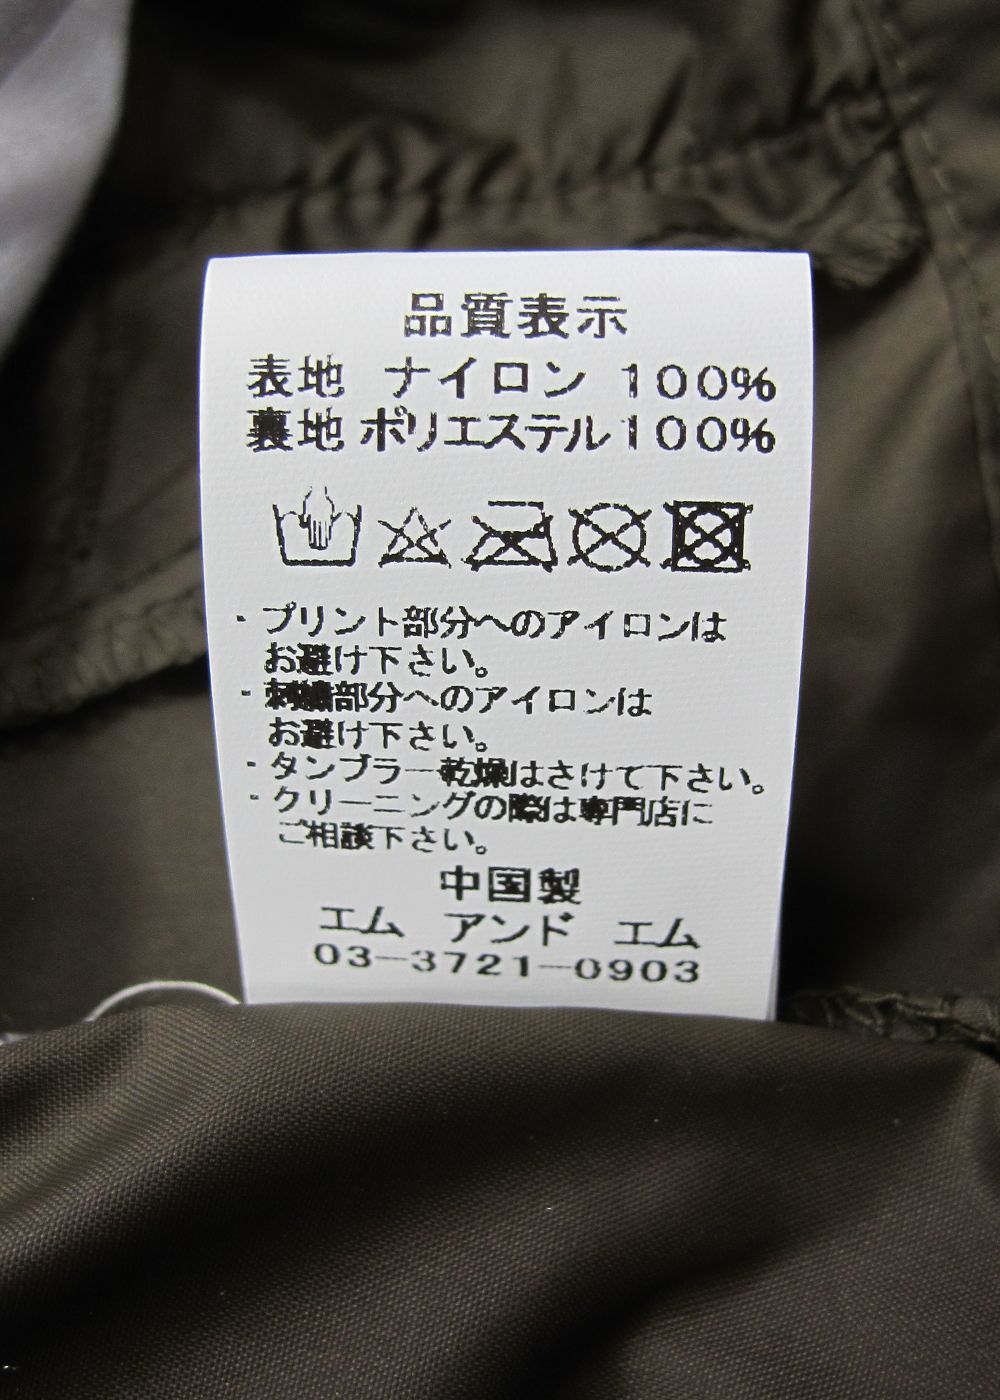 品質表示
表地 ナイロン 100%
裏地 ポリエステル 100%
・プリント部分へのアイロンは
お避け下さい。
・刺繍部分へのアイロンは
お避け下さい。
・タンブラー乾燥はさけて下さい。
・クリーニングの際は専門店に
ご相談下さい。
中国製
エム アンド エム
03-3721-0903